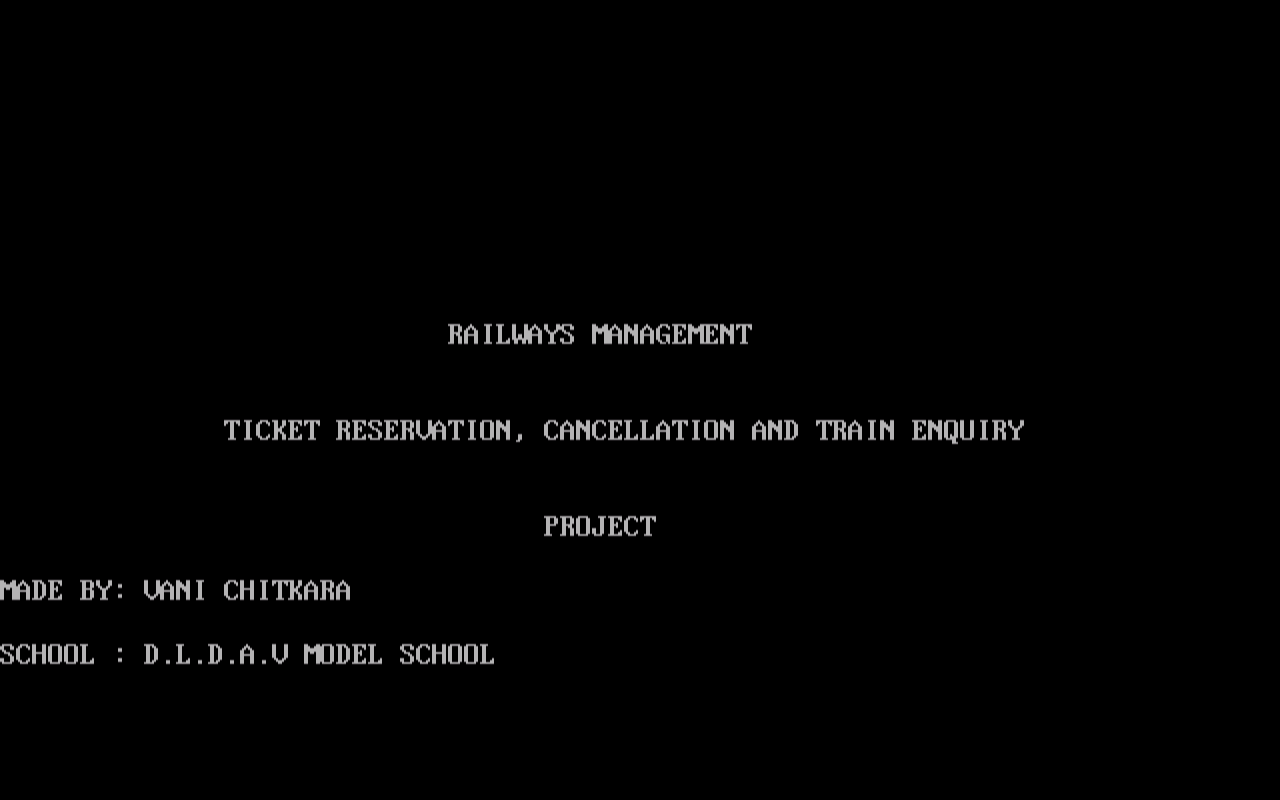 RAILWAYS MANAGEMENT
TICKET RESERVATION, CANCELLATION AND TRAIN ENQUIRY
PROJECT
MADE BY: VANI CHITKARA
SCHOOL : D.L.D.A.V MODEL SCHOOL